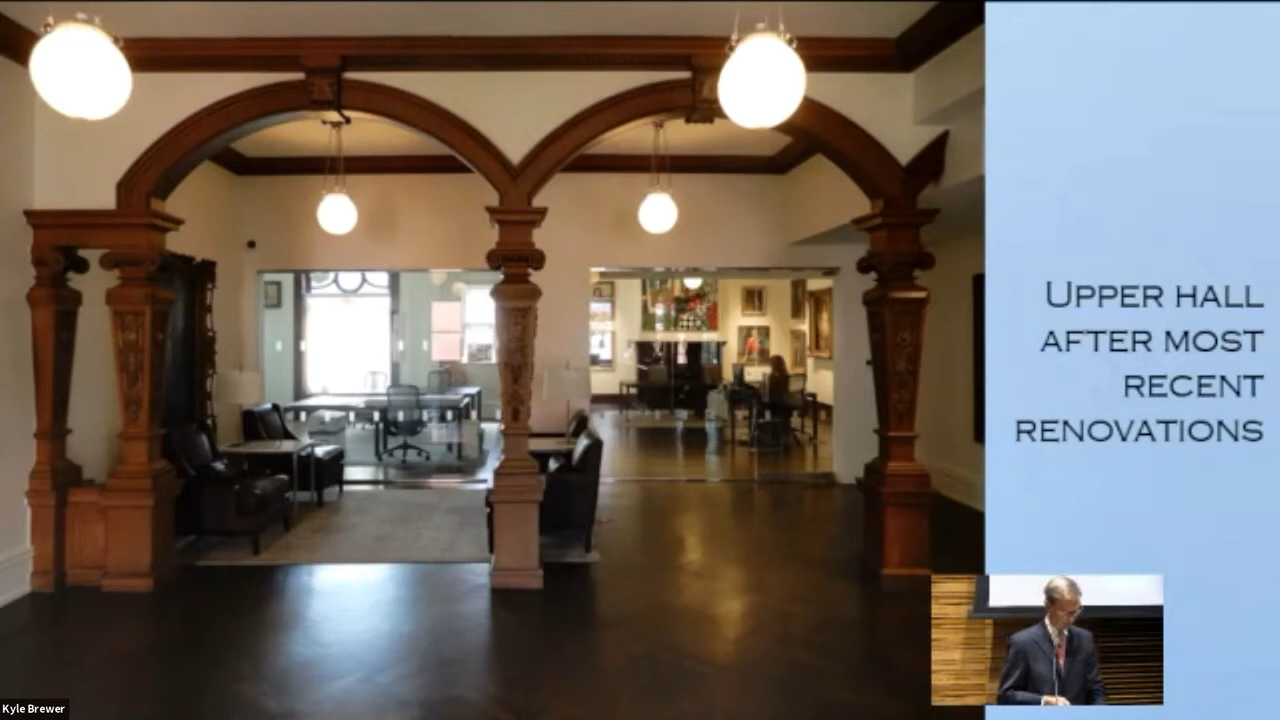 UPPER HALL
AFTER MOST
RECENT
RENOVATIONS
Kyle Brewer